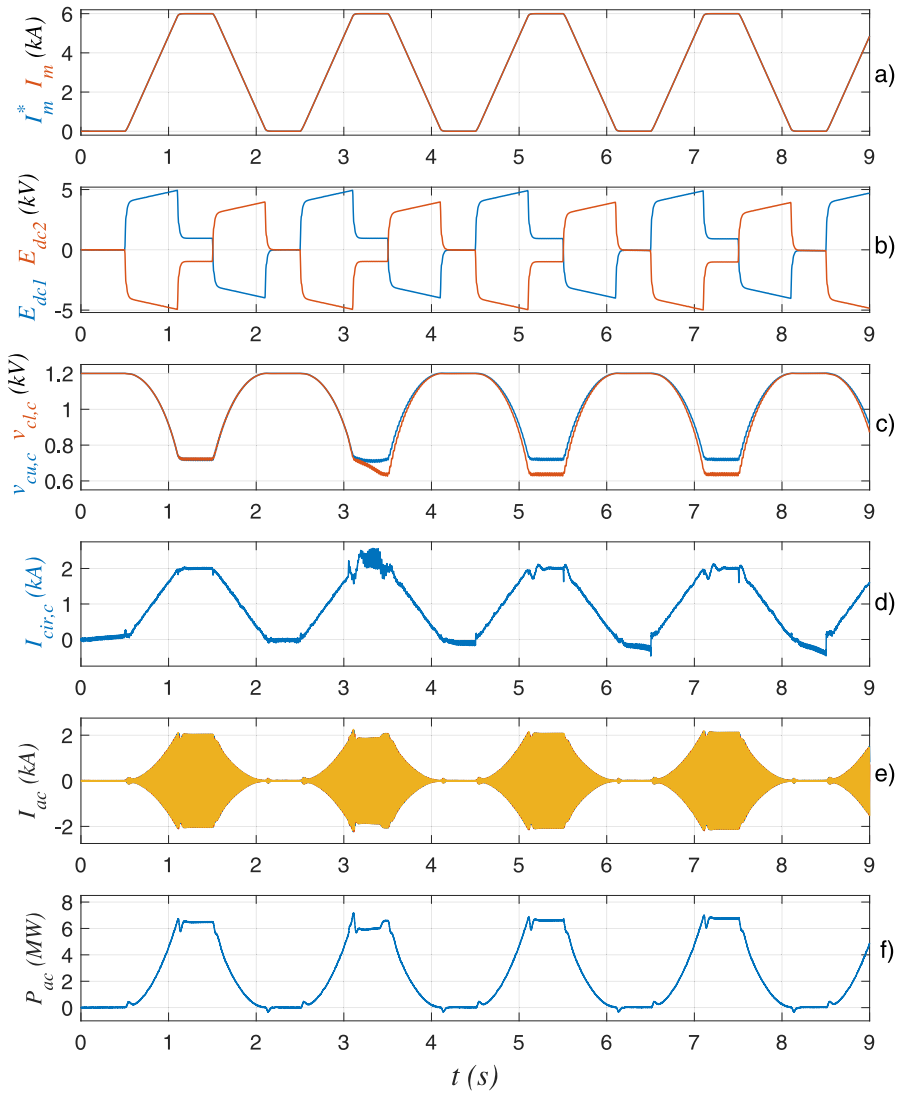 I*m Im (kA)
6
4
2
0
0 1 2 3 4 5 6 7 8 9
a)
Edc1 Edc2 (kV)
5
0
-5
0 1 2 3 4 5 6 7 8 9
b)
vcu,c vcl,c (kV)
1.2
1
0.8
0.6
0 1 2 3 4 5 6 7 8 9
c)
Icir,c (kA)
2
1
0
0 1 2 3 4 5 6 7 8 9
d)
Iac (kA)
2
0
-2
0 1 2 3 4 5 6 7 8 9
e)
Pac (MW)
8
6
4
2
0
0 1 2 3 4 5 6 7 8 9
f)
t (s)